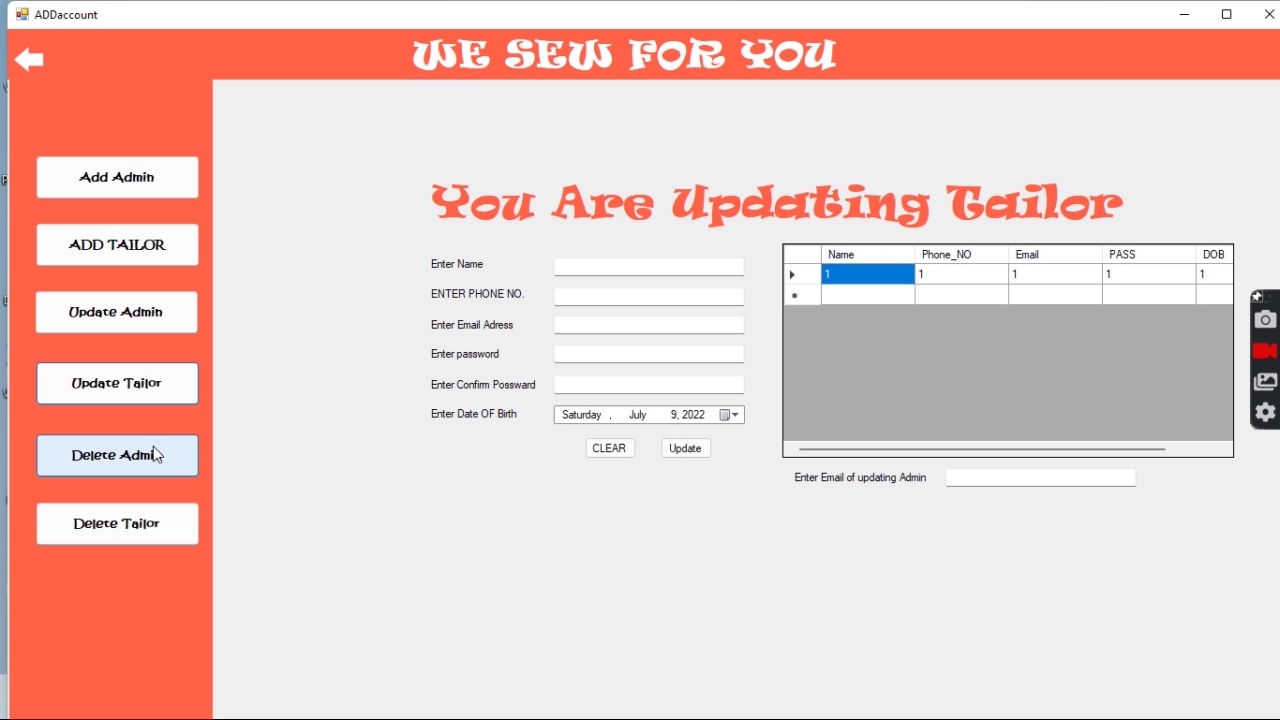 ADDaccount
WE SEW FOR YOU
Add Admin
ADD TAILOR
Update Admin
Update Tailor
Delete Admin
Delete Tailor
You Are Updating Tailor
Enter Name
ENTER PHONE NO.
Enter Email Adress
Enter password
Enter Confirm Possward
Enter Date OF Birth
Saturday , July 9, 2022
CLEAR Update
Name Phone_NO Email PASS DOB
1 1 1 1 1
Enter Email of updating Admin